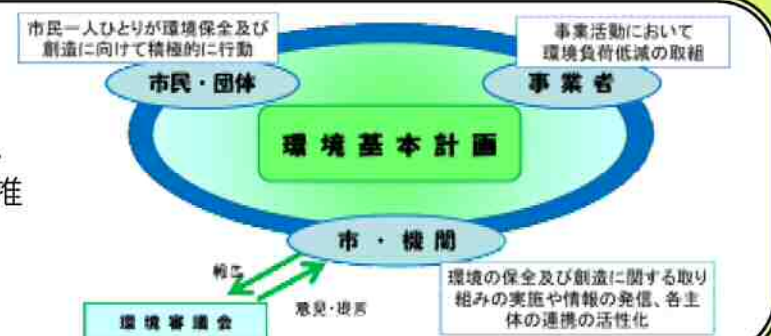 市民一人ひとりが環境保全及び
創造に向けて積極的に行動
事業活動において
環境負荷低減の取組
市民・団体
事業者
環境基本計画
推
市・機関
報告
意見・提言
環境審議会
環境の保全及び創造に関する取り
組みの実施や情報の発信、各主
体の連携の活性化